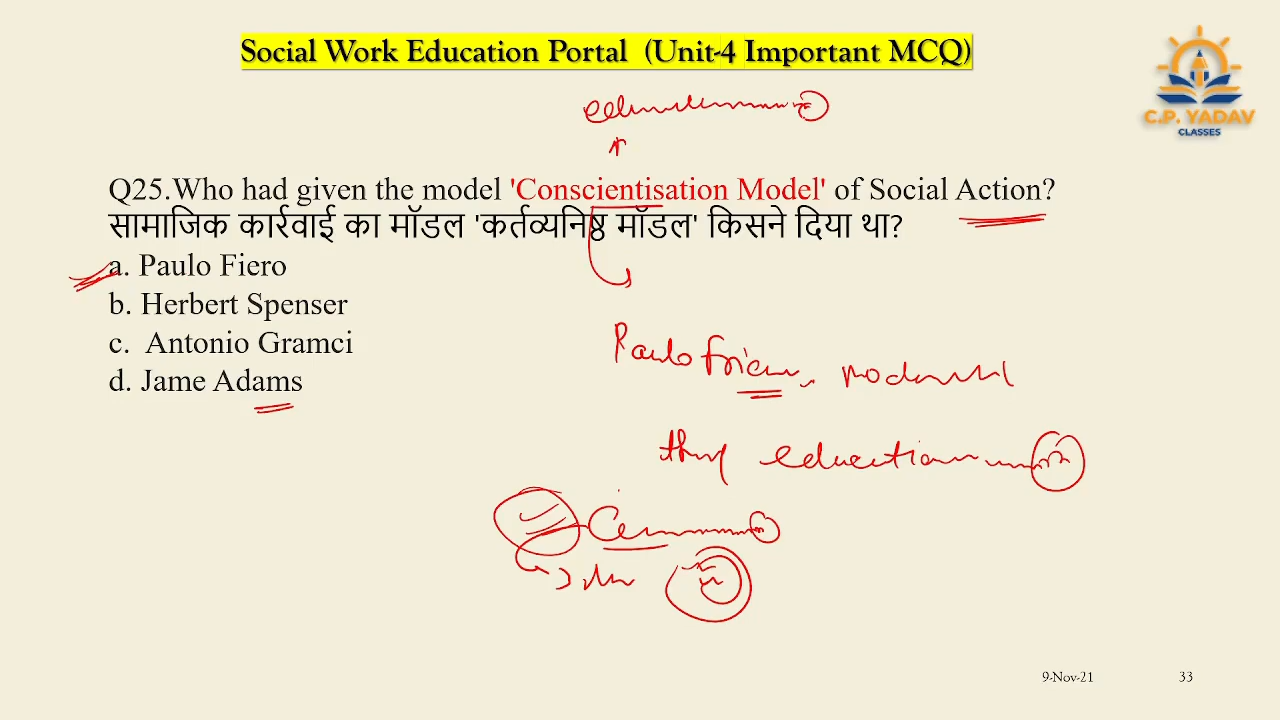 Social Work Education Portal (Unit-4 Important MCQ)
C.P. YADAV
CLASSES
Q25.Who had given the model 'Conscientisation Model' of Social Action?
सामाजिक कार्रवाई का मॉडल 'कर्तव्यनिष्ठ मॉडल' किसने दिया था?
a. Paulo Fiero
b. Herbert Spenser
c. Antonio Gramci
d. Jame Adams
Paulo
education
9-Nov-21
33